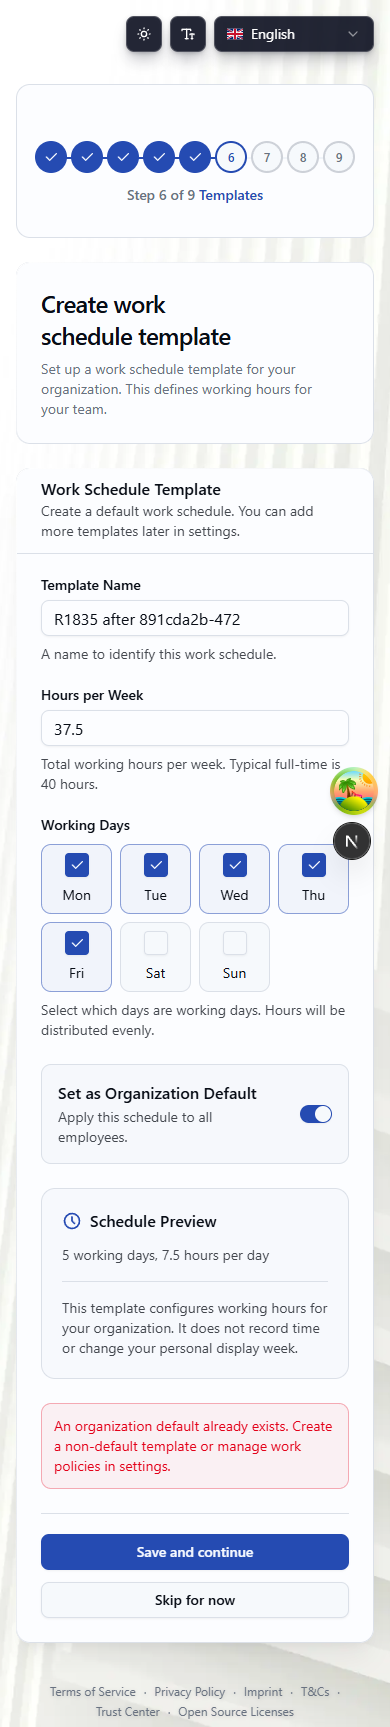 English
6 7 8 9
Step 6 of 9 Templates
Create work
schedule template
Set up a work schedule template for your
organization. This defines working hours for
your team.
Work Schedule Template
Create a default work schedule. You can add
more templates later in settings.
Template Name
R1835 after 891cda2b-472
A name to identify this work schedule.
Hours per Week
37.5
Total working hours per week. Typical full-time is
40 hours.
N
Working Days
Mon Tue Wed Thu
Fri Sat Sun
Select which days are working days. Hours will be
distributed evenly.
Set as Organization Default
Apply this schedule to all
employees.
Schedule Preview
5 working days, 7.5 hours per day
This template configures working hours for
your organization. It does not record time
or change your personal display week.
An organization default already exists. Create
a non-default template or manage work
policies in settings.
Save and continue
Skip for now
Terms of Service · Privacy Policy · Imprint · T&Cs ·
Trust Center · Open Source Licenses